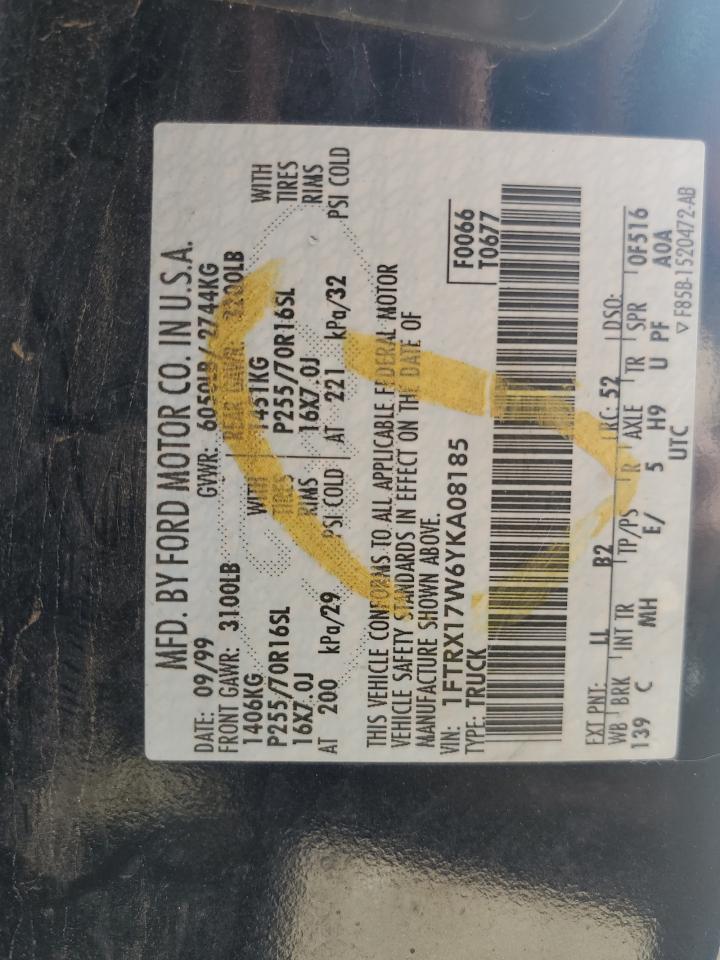 MFD. BY FORD MOTOR CO. IN U.S.A.
DATE: 09/99 GVWR: 6050LB/ 2744KG
FRONT GAWR: 3100LB REAR GAWR: 3200LB
1406KG WITH 1451KG WITH
P255/70R16SL TIRES P255/70R16SL TIRES
16X7.0J RIMS 16X7.0J RIMS
AT 200 kPa/29 PSI COLD AT 221 kPa/32 PSI COLD
THIS VEHICLE CONFORMS TO ALL APPLICABLE FEDERAL MOTOR
VEHICLE SAFETY STANDARDS IN EFFECT ON THE DATE OF
MANUFACTURE SHOWN ABOVE.
VIN: 1FTRX17W6YKA08185 F0066
TYPE: TRUCK T0677
EXT PNT: LL B2 RC: 52 DSO:
WB BRK INT TR TP/PS R AXLE TR SPR 0F516
139 C MH E/ 5 H9 U PF A0A
UTC ▽ F85B-1520472-AB